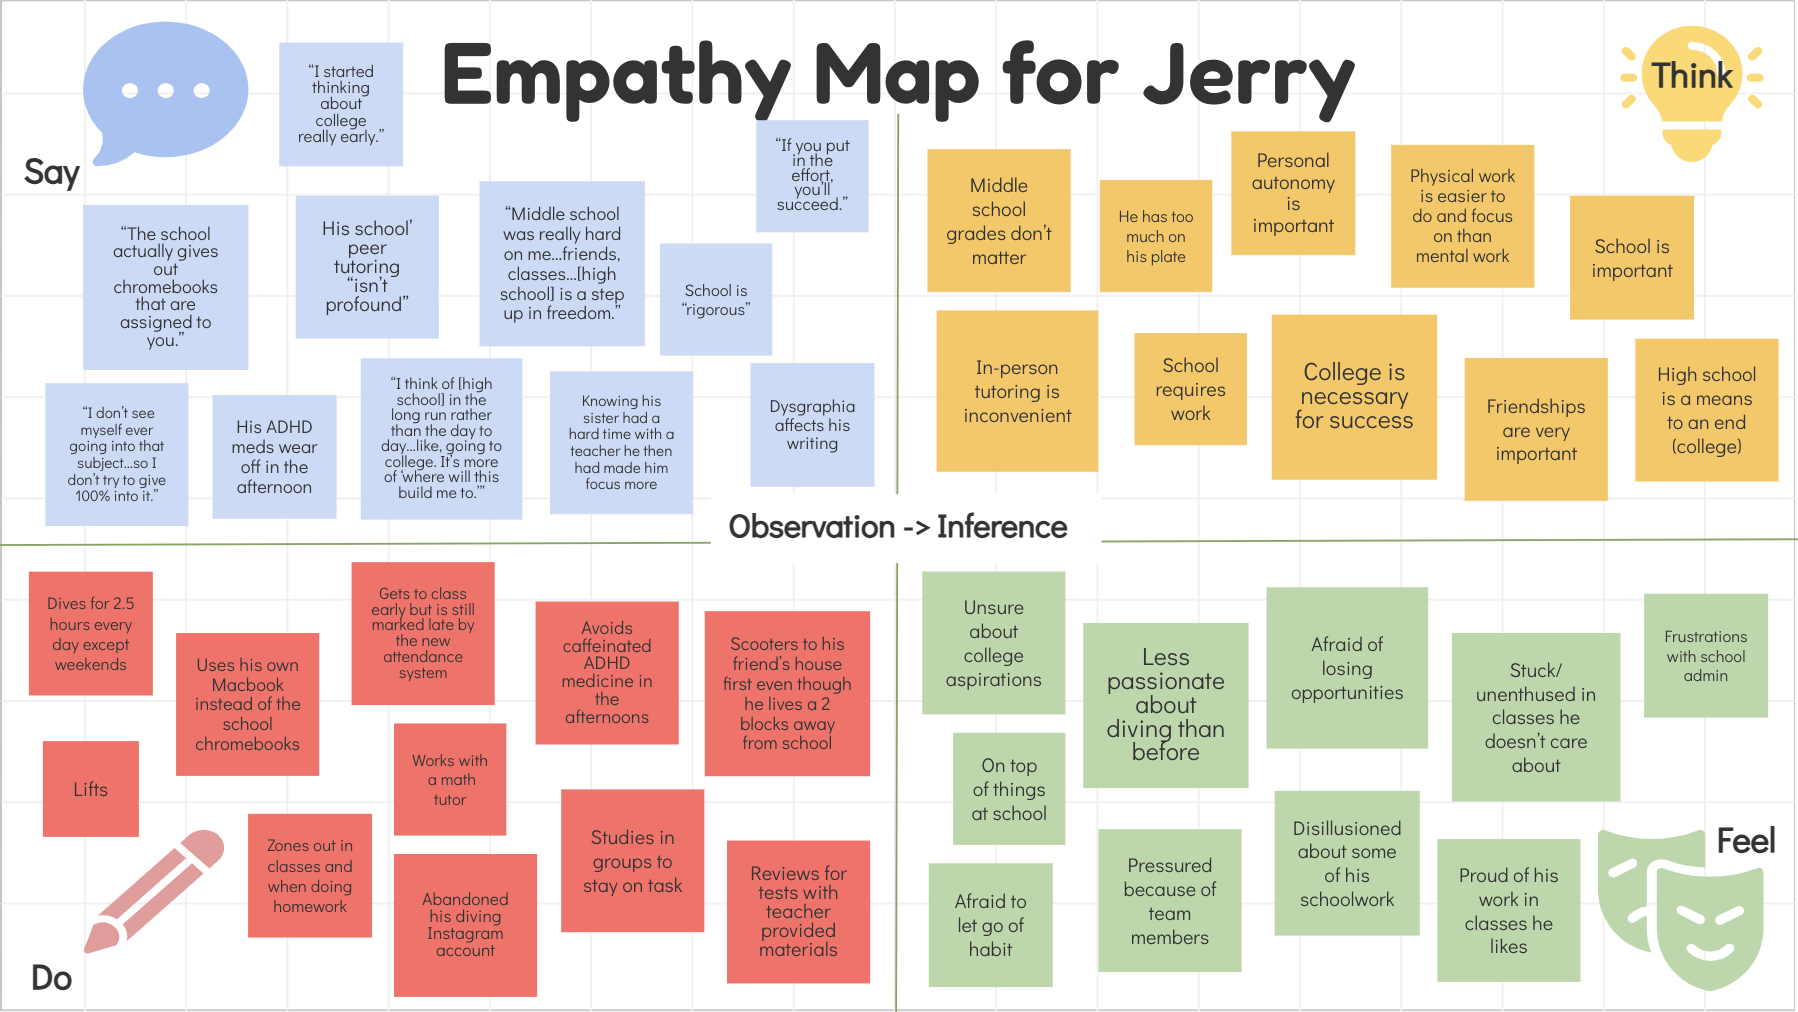 Empathy Map for Jerry
Say
“I started
thinking
about
college
really early.”
“If you put
in the
effort,
you’ll
succeed.”
“The school
actually gives
out
chromebooks
that are
assigned to
you.”
His school’
peer
tutoring
“isn’t
profound”
“Middle school
was really hard
on me...friends,
classes...[high
school] is a step
up in freedom.”
School is
“rigorous”
“I don’t see
myself ever
going into that
subject...so I
don’t try to give
100% into it.”
His ADHD
meds wear
off in the
afternoon
“I think of [high
school] in the
long run rather
than the day to
day...like, going to
college. It’s more
of ‘where will this
build me to.’”
Knowing his
sister had a
hard time with a
teacher he then
had made him
focus more
Dysgraphia
affects his
writing
Think
Middle
school
grades don’t
matter
He has too
much on
his plate
Personal
autonomy
is
important
Physical work
is easier to
do and focus
on than
mental work
School is
important
In-person
tutoring is
inconvenient
School
requires
work
College is
necessary
for success
Friendships
are very
important
High school
is a means
to an end
(college)
Observation -> Inference
Dives for 2.5
hours every
day except
weekends
Uses his own
Macbook
instead of the
school
chromebooks
Gets to class
early but is still
marked late by
the new
attendance
system
Avoids
caffeinated
ADHD
medicine in
the
afternoons
Scooters to his
friend’s house
first even though
he lives a 2
blocks away
from school
Lifts
Works with
a math
tutor
Zones out in
classes and
when doing
homework
Abandoned
his diving
Instagram
account
Studies in
groups to
stay on task
Reviews for
tests with
teacher
provided
materials
Do
Unsure
about
college
aspirations
Less
passionate
about
diving than
before
Afraid of
losing
opportunities
Stuck/
unenthused in
classes he
doesn’t care
about
Frustrations
with school
admin
On top
of things
at school
Afraid to
let go of
habit
Pressured
because of
team
members
Disillusioned
about some
of his
schoolwork
Proud of his
work in
classes he
likes
Feel